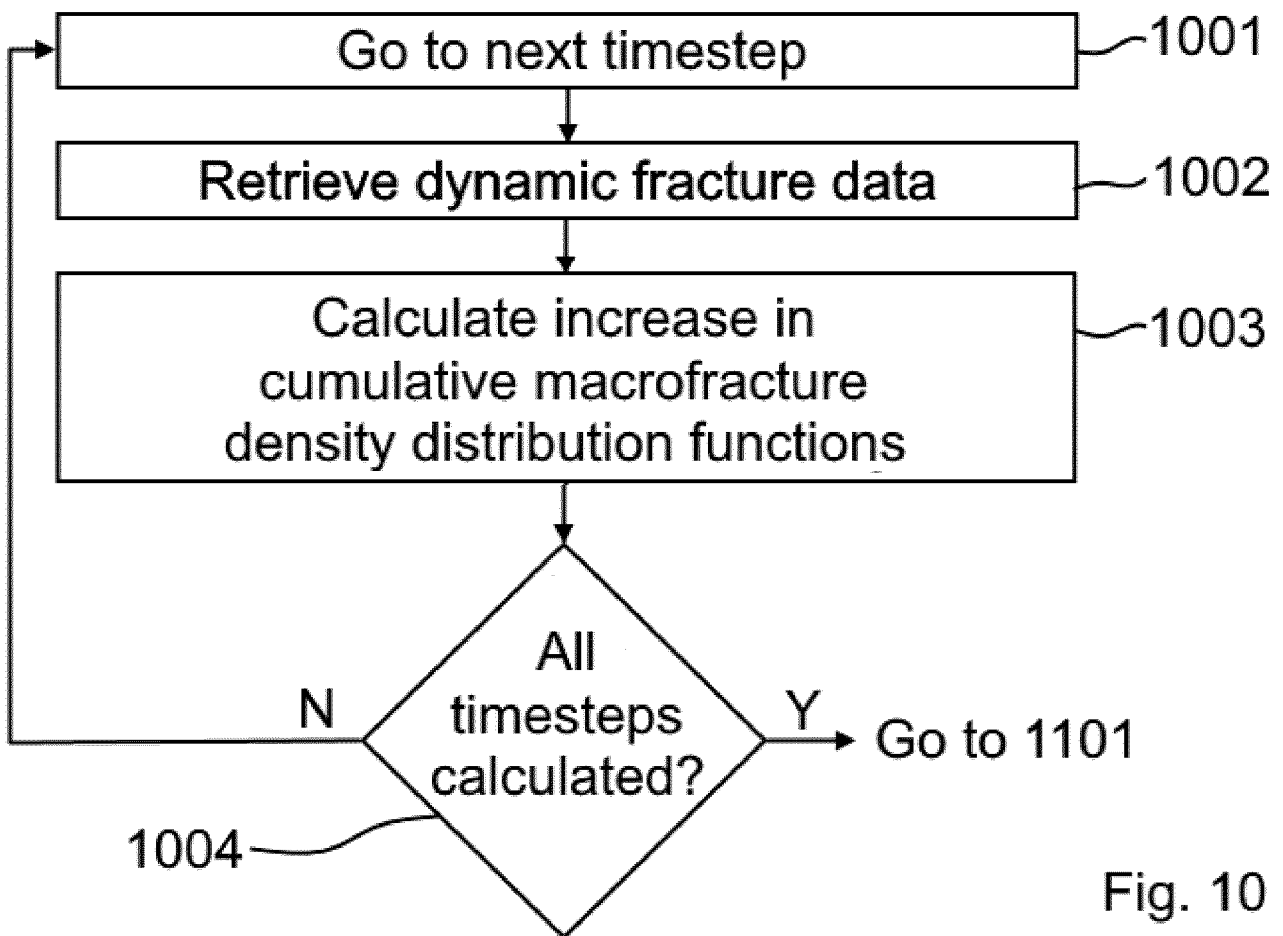 Go to next timestep
1001
Retrieve dynamic fracture data
1002
Calculate increase in
cumulative macrofracture
density distribution functions
1003
All
timesteps
calculated?
N
Y
Go to 1101
1004
Fig. 10